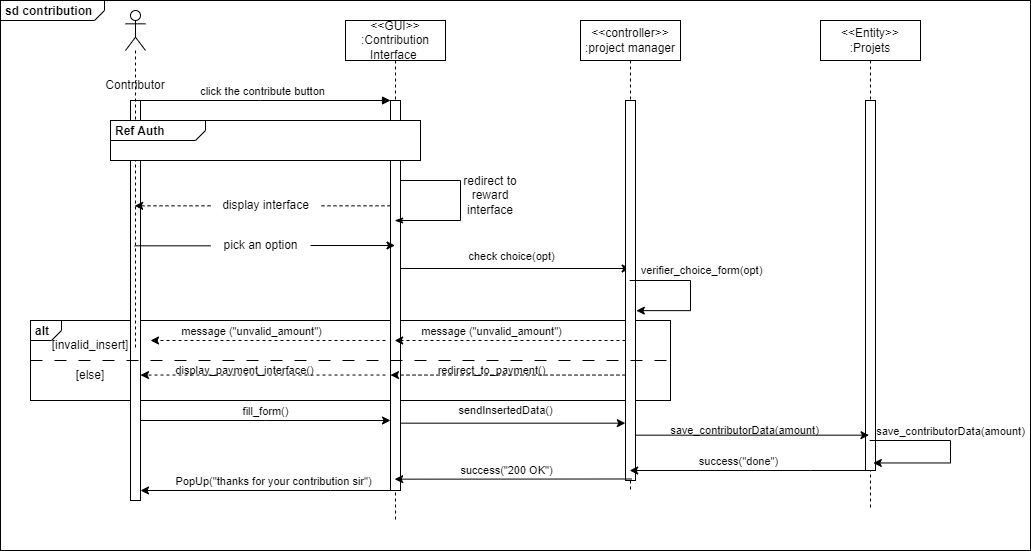 sd contribution
<<GUI>>
:Contribution
Interface
<<controller>>
:project manager
<<Entity>>
:Projets
Contributor
click the contribute button
Ref Auth
redirect to
reward
interface
display interface
pick an option
check choice(opt)
verifier_choice_form(opt)
alt
message ("unvalid_amount")
message ("unvalid_amount")
[invalid_insert]
[else]
display_payment_interface()
redirect_to_payment()
fill_form()
sendInsertedData()
save_contributorData(amount)
save_contributorData(amount)
success("done")
success("200 OK")
PopUp("thanks for your contribution sir")